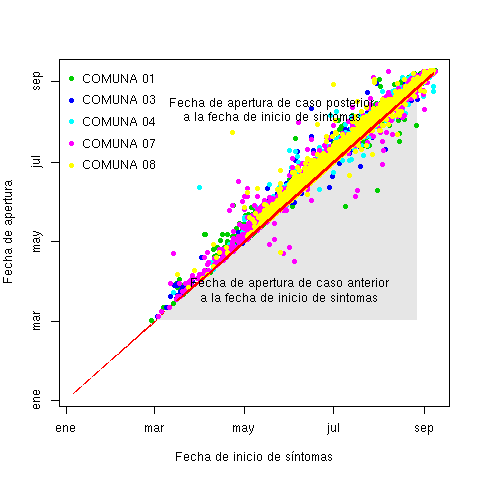 COMUNA 01
COMUNA 03
COMUNA 04
COMUNA 07
COMUNA 08
Fecha de apertura de caso posterior
a la fecha de inicio de sintomas
Fecha de apertura de caso anterior
a la fecha de inicio de sintomas
sep
jul
may
mar
ene
Fecha de apertura
ene mar may jul sep
Fecha de inicio de síntomas